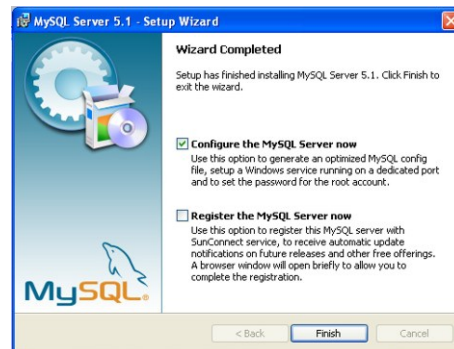 MySQL Server 5.1 - Setup Wizard
Wizard Completed
Setup has finished installing MySQL Server 5.1. Click Finish to
exit the wizard.
Configure the MySQL Server now
Use this option to generate an optimized MySQL config
file, setup a Windows service running on a dedicated port
and to set the password for the root account.
Register the MySQL Server now
Use this option to register this MySQL server with
SunConnect service, to receive automatic update
notifications on future releases and other free offerings.
A browser window will open briefly to allow you to
complete the registration.
MySQL®
< Back
Finish
Cancel